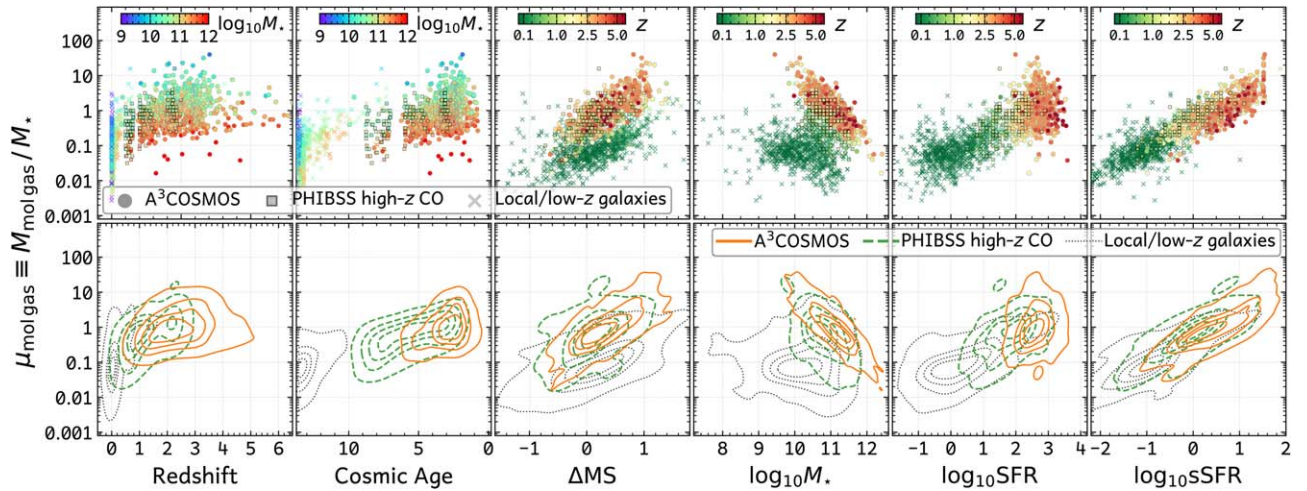 log₁₀M⋆
9 10 11 12
log₁₀M⋆
9 10 11 12
z
0.1 1.0 2.5 5.0
z
0.1 1.0 2.5 5.0
z
0.1 1.0 2.5 5.0
z
0.1 1.0 2.5 5.0
100
10
1
0.1
0.01
0.001
A³COSMOS PHIBSS high-z CO Local/low-z galaxies
μmolgas ≡ Mmolgas / M⋆
A³COSMOS PHIBSS high-z CO Local/low-z galaxies
100
10
1
0.1
0.01
0.001
0 1 2 3 4 5 6
10 5 0
−1 0 1
8 9 10 11 12
−1 0 1 2 3 4
−2 −1 0 1 2
Redshift
Cosmic Age
ΔMS
log₁₀M⋆
log₁₀SFR
log₁₀sSFR